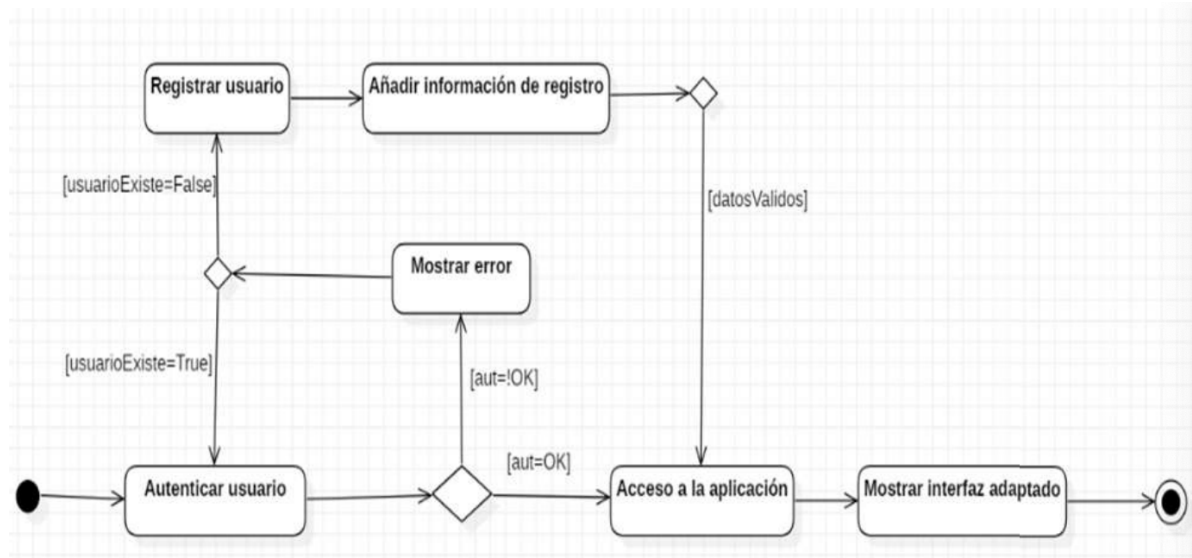 Registrar usuario
Añadir información de registro
[usuarioExiste=False]
[datosValidos]
Mostrar error
[usuarioExiste=True]
[aut=!OK]
[aut=OK]
Autenticar usuario
Acceso a la aplicación
Mostrar interfaz adaptado